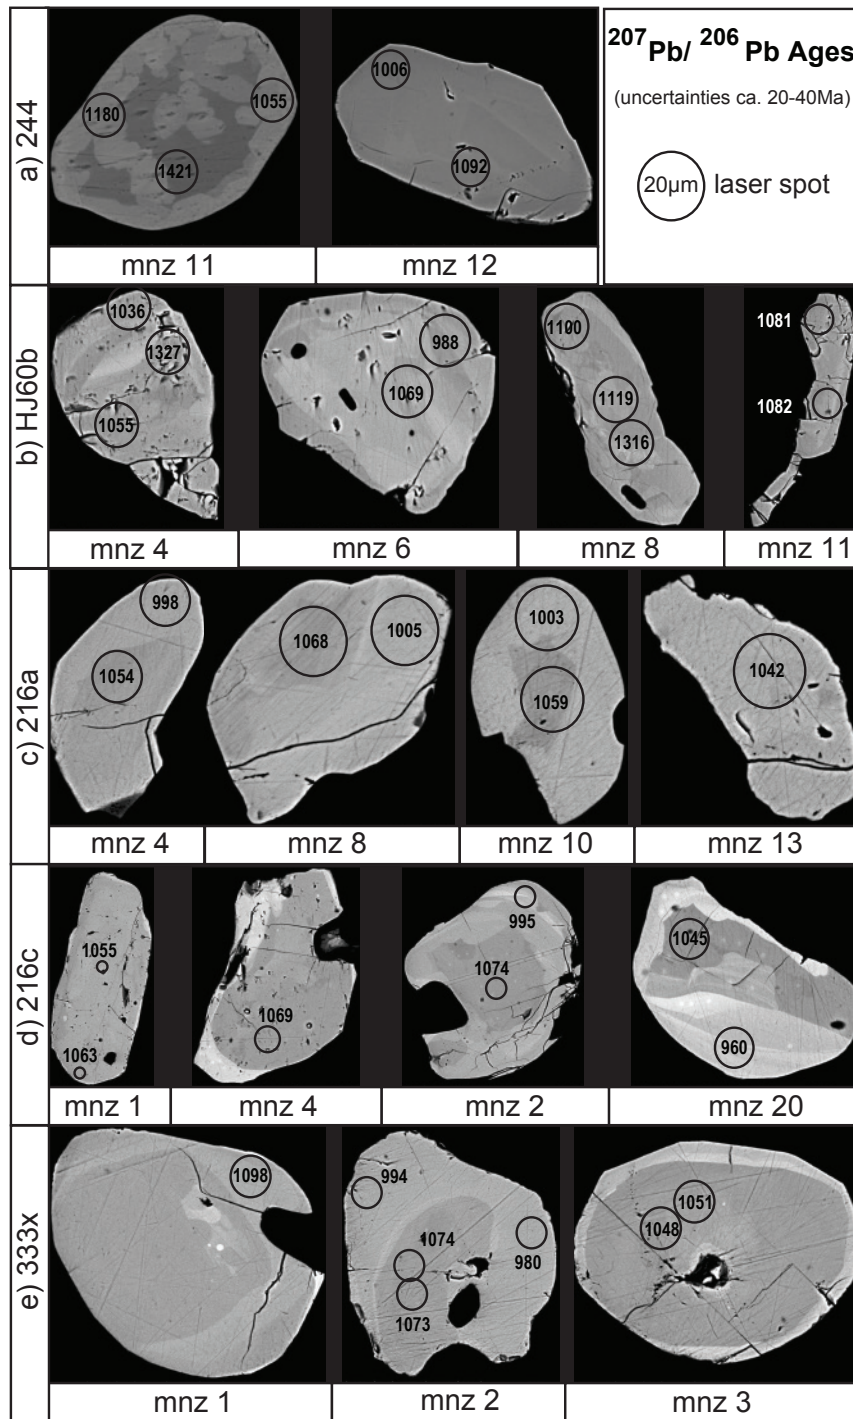 207Pb/ 206 Pb Ages
(uncertainties ca. 20-40Ma)
20µm laser spot
a) 244
1180
1055
1421
1006
1092
mnz 11
mnz 12
b) HJ60b
1036
1327
1055
988
1069
1100
1119
1316
1081
1082
mnz 4
mnz 6
mnz 8
mnz 11
c) 216a
998
1054
1068
1005
1003
1059
1042
mnz 4
mnz 8
mnz 10
mnz 13
d) 216c
1055
1063
1069
995
1074
1045
960
mnz 1
mnz 4
mnz 2
mnz 20
e) 333x
1098
994
1074
980
1073
1051
1048
mnz 1
mnz 2
mnz 3